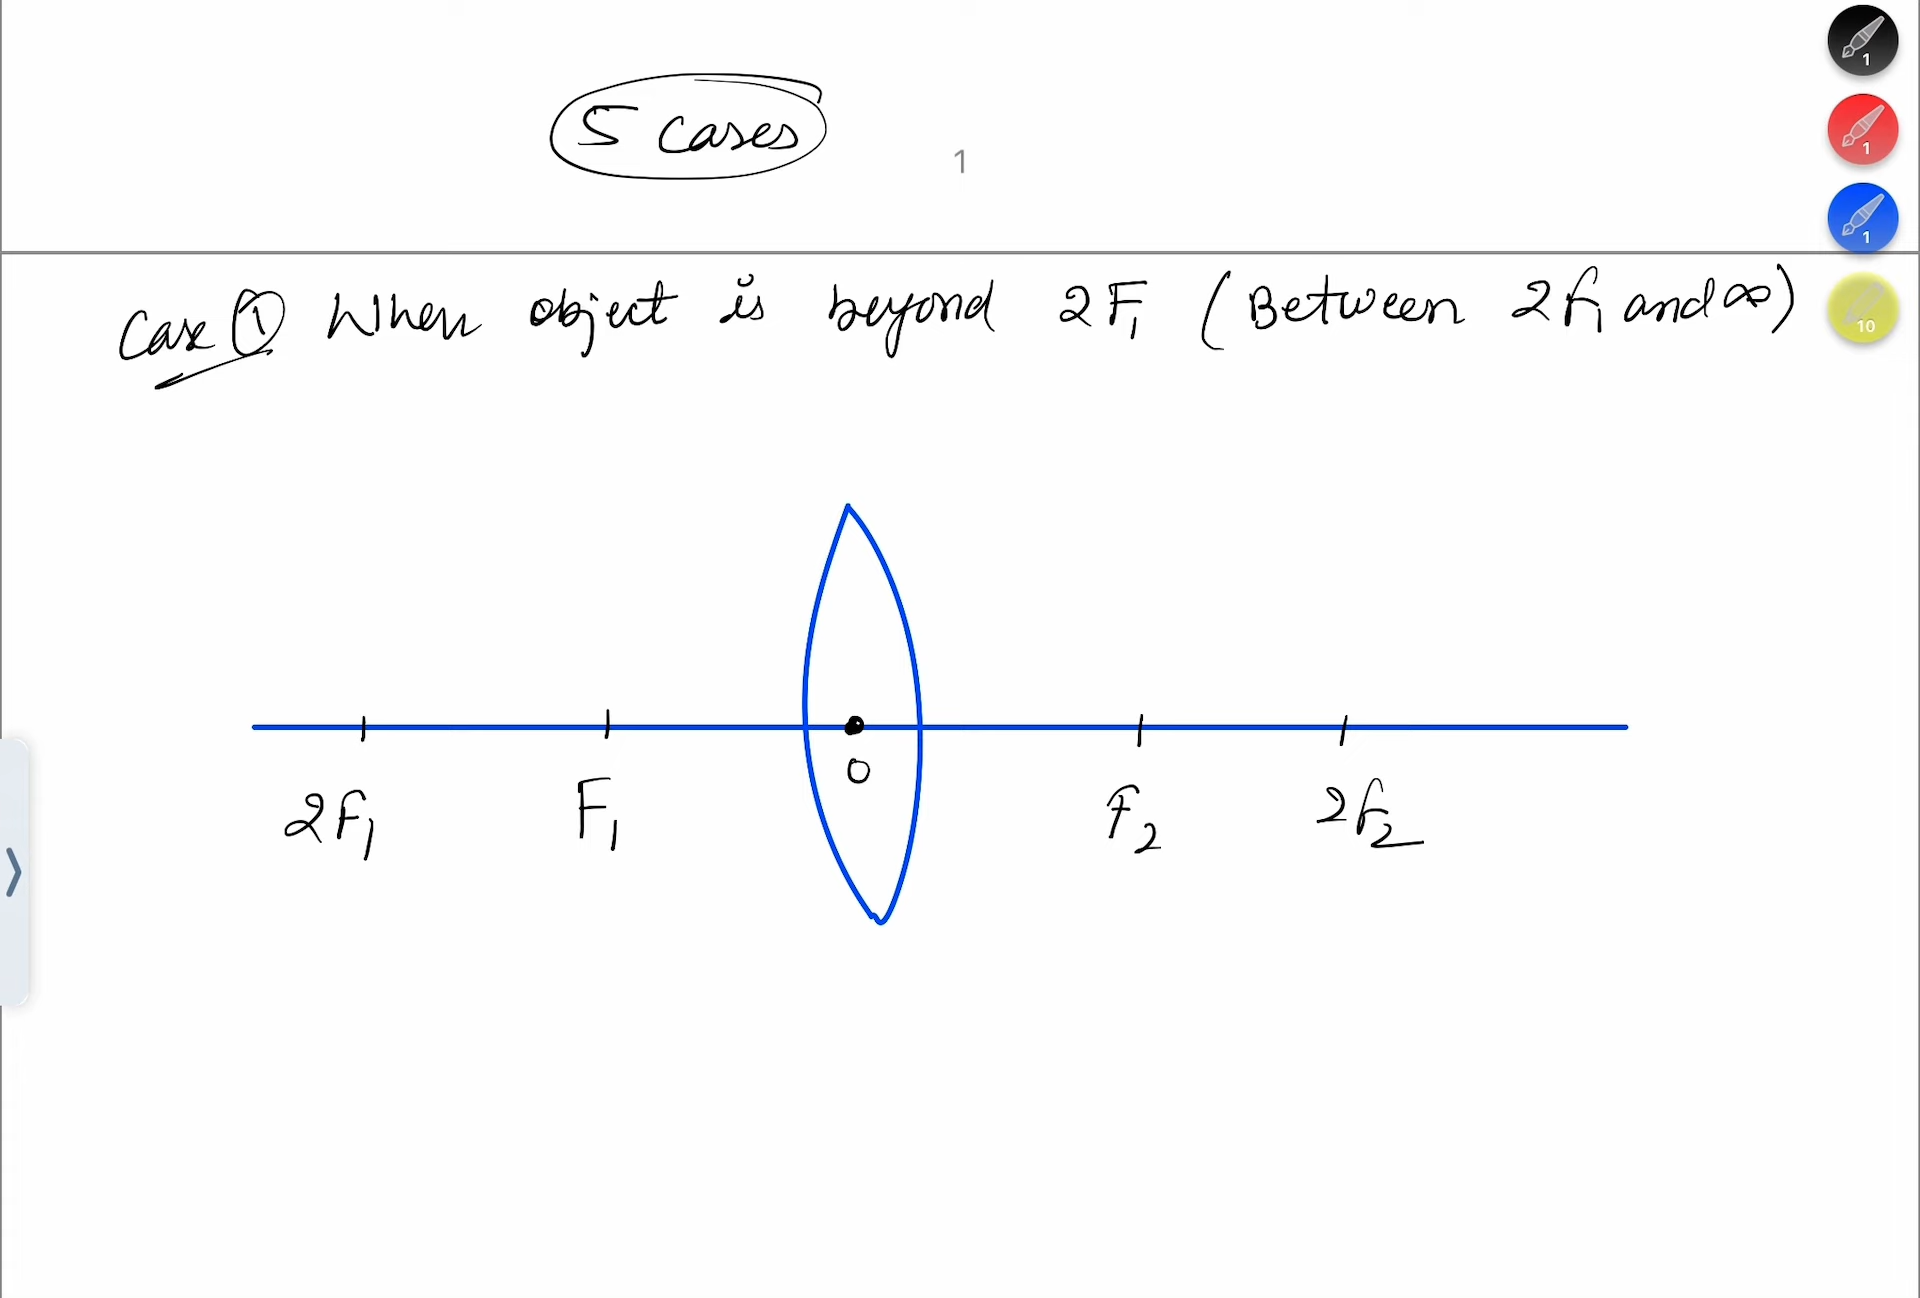 5 cases
1
Case ① When object is beyond 2F₁ (Between 2F₁ and ∞)
O
2F₁ F₁ F₂ 2F₂
1
1
1
10